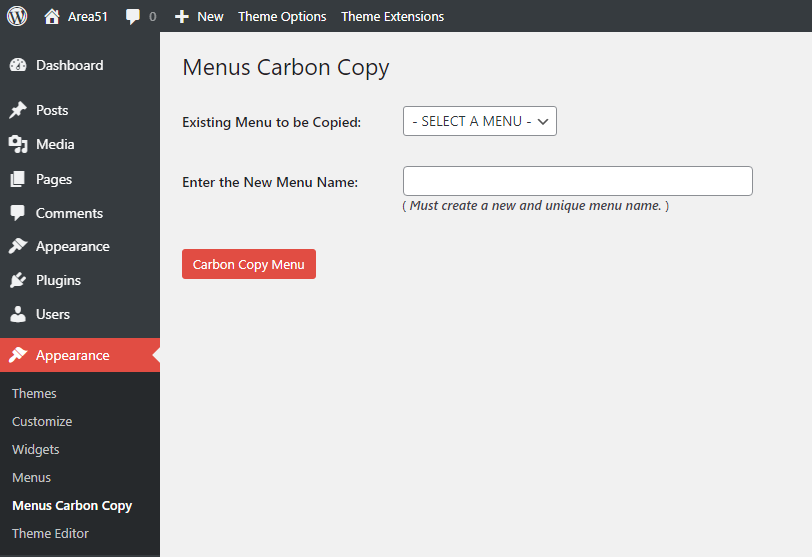 Area51 0 New Theme Options Theme Extensions
Dashboard
Posts
Media
Pages
Comments
Appearance
Plugins
Users
Appearance
Themes
Customize
Widgets
Menus
Menus Carbon Copy
Theme Editor
Menus Carbon Copy
Existing Menu to be Copied: - SELECT A MENU -
Enter the New Menu Name:
( Must create a new and unique menu name. )
Carbon Copy Menu